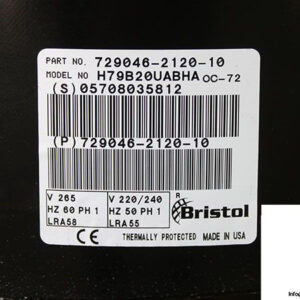 PART NO. 729046-2120-10
MODEL NO H79B20UABHA OC-72
(S) 05708035812
(P) 729046-2120-10
V 265
HZ 60 PH 1
LRA58
V 220/240
HZ 50 PH 1
LRA55
R
Bristol
CE THERMALLY PROTECTED MADE IN USA